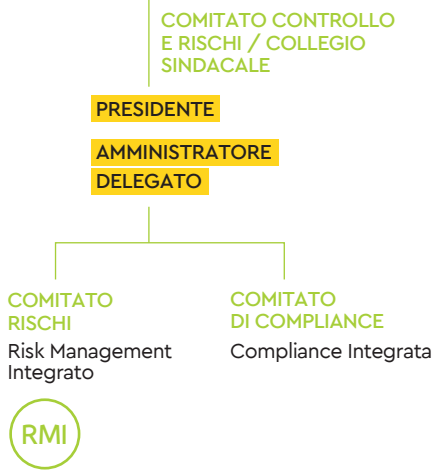 COMITATO CONTROLLO
E RISCHI / COLLEGIO
SINDACALE
PRESIDENTE
AMMINISTRATORE
DELEGATO
COMITATO
RISCHI
Risk Management
Integrato
RMI
COMITATO
DI COMPLIANCE
Compliance Integrata